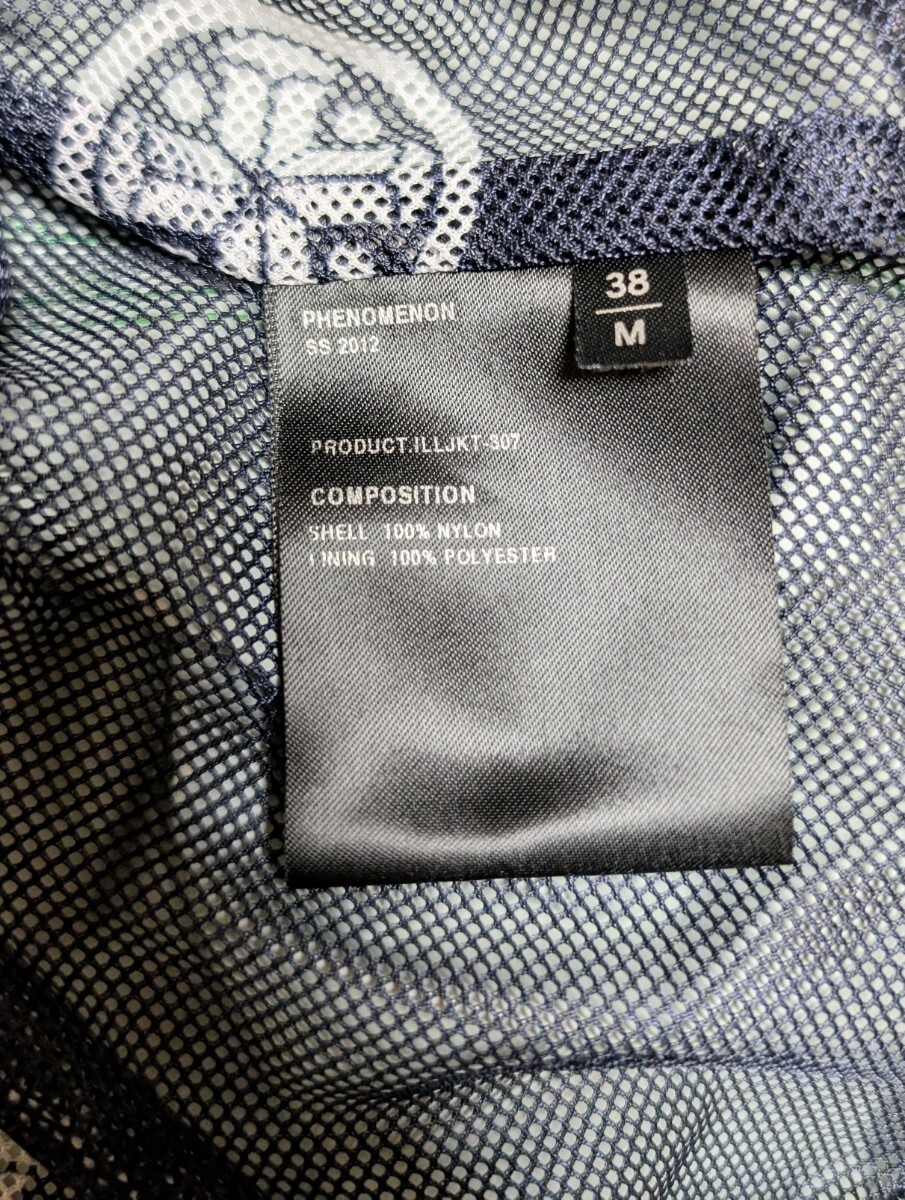 PHENOMENON
SS 2012
38
M
PRODUCT.ILLJKT-307
COMPOSITION
SHELL 100% NYLON
LINING 100% POLYESTER